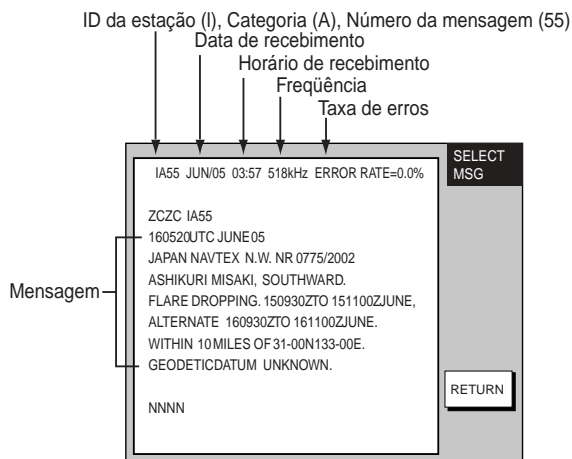 ID da estação (I), Categoria (A), Número da mensagem (55)
Data de recebimento
Horário de recebimento
Freqüência
Taxa de erros
SELECT
MSG
IA55 JUN/05 03:57 518kHz ERROR RATE=0.0%
ZCZC IA55
160520UTC JUNE 05
JAPAN NAVTEX N.W. NR 0775/2002
ASHIKURI MISAKI, SOUTHWARD.
FLARE DROPPING. 150930ZTO 151100ZJUNE,
ALTERNATE 160930ZTO 161100ZJUNE.
WITHIN 10 MILES OF 31-00N133-00E.
GEODETICDATUM UNKNOWN.
NNNN
Mensagem
RETURN